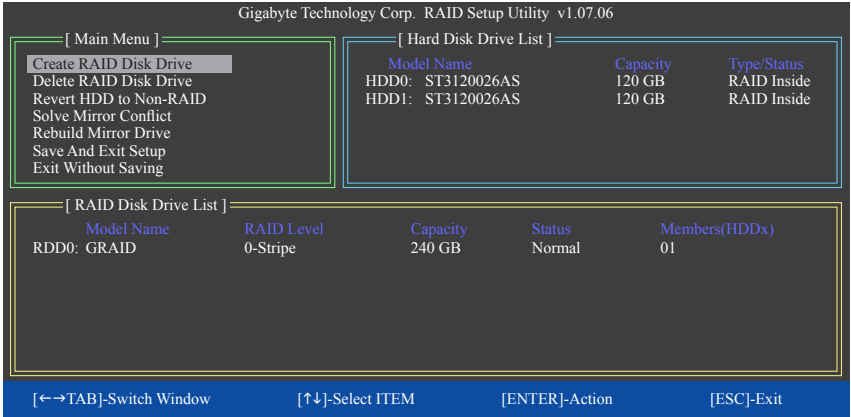 Gigabyte Technology Corp. RAID Setup Utility v1.07.06
[ Main Menu ]
Create RAID Disk Drive
Delete RAID Disk Drive
Revert HDD to Non-RAID
Solve Mirror Conflict
Rebuild Mirror Drive
Save And Exit Setup
Exit Without Saving
[ Hard Disk Drive List ]
Model Name Capacity Type/Status
HDD0: ST3120026AS 120 GB RAID Inside
HDD1: ST3120026AS 120 GB RAID Inside
[ RAID Disk Drive List ]
Model Name RAID Level Capacity Status Members(HDDx)
RDD0: GRAID 0-Stripe 240 GB Normal 01
[←→TAB]-Switch Window [↑↓]-Select ITEM [ENTER]-Action [ESC]-Exit